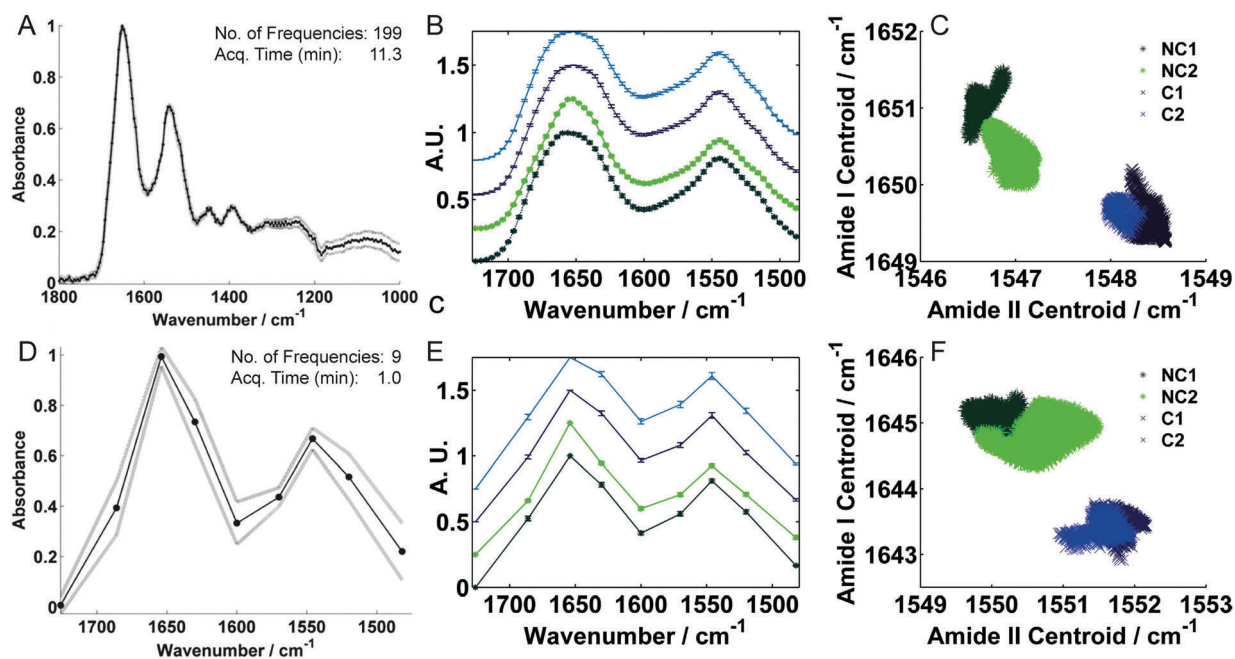 A
No. of Frequencies: 199
Acq. Time (min): 11.3
1
0.8
0.6
0.4
0.2
0
Absorbance
1800
1600
1400
1200
1000
Wavenumber / cm-1
B
1.5
1
0.5
A.U.
1700
1650
1600
1550
1500
Wavenumber / cm-1
C
C
NC1
NC2
C1
C2
1652
1651
1650
1649
Amide I Centroid / cm-1
1546
1547
1548
1549
Amide II Centroid / cm-1
D
No. of Frequencies: 9
Acq. Time (min): 1.0
1
0.8
0.6
0.4
0.2
0
Absorbance
1700
1650
1600
1550
1500
Wavenumber / cm-1
E
1.5
1
0.5
0
A. U.
1700
1650
1600
1550
1500
Wavenumber / cm-1
F
NC1
NC2
C1
C2
1646
1645
1644
1643
Amide I Centroid / cm-1
1549
1550
1551
1552
1553
Amide II Centroid / cm-1